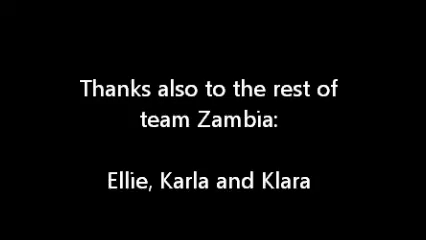 Thanks also to the rest of
team Zambia:
Ellie, Karla and Klara